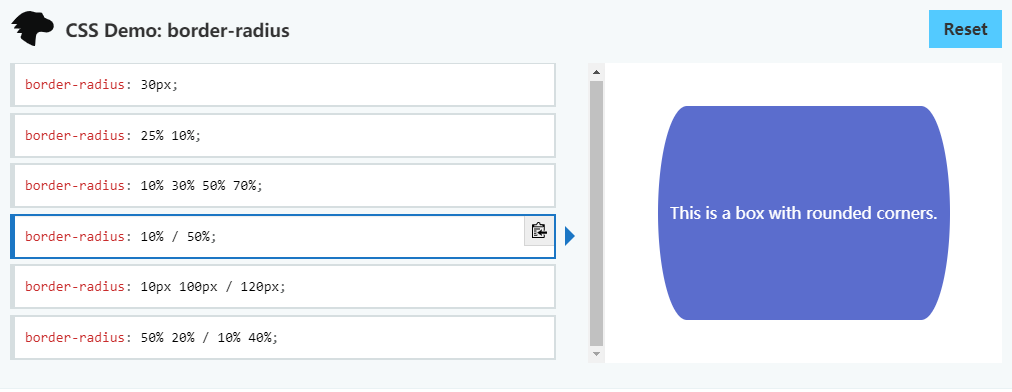 CSS Demo: border-radius
Reset
border-radius: 30px;
border-radius: 25% 10%;
border-radius: 10% 30% 50% 70%;
border-radius: 10% / 50%;
border-radius: 10px 100px / 120px;
border-radius: 50% 20% / 10% 40%;
This is a box with rounded corners.